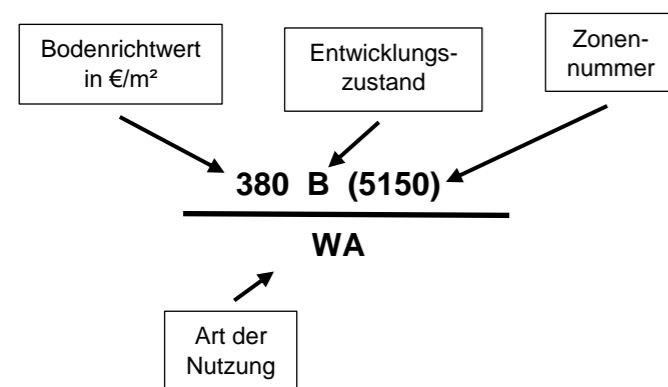 Bodenrichtwert
in €/m²
Entwicklungs-
zustand
Zonen-
nummer
380 B (5150)
WA
Art der
Nutzung